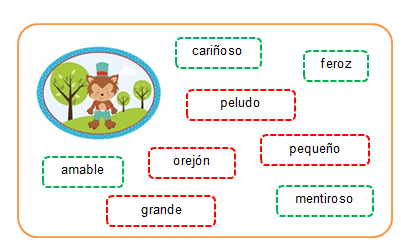 cariñoso
feroz
peludo
pequeño
orejón
amable
mentiroso
grande